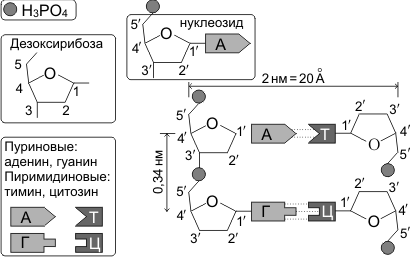 H₃PO₄
нуклеозид
5′
4′
O
1′
А
3′
2′
Дезоксирибоза
5
O
4
1
3
2
2 нм = 20 Å
4′
O
1′
А
Т
1′
2′
3′
O
4′
5′
3′
2′
0,34 нм
Пуриновые:
аденин, гуанин
Пиримидиновые:
тимин, цитозин
А
Т
Г
Ц
5′
4′
O
1′
Г
Ц
1′
2′
3′
O
4′
5′
3′
2′